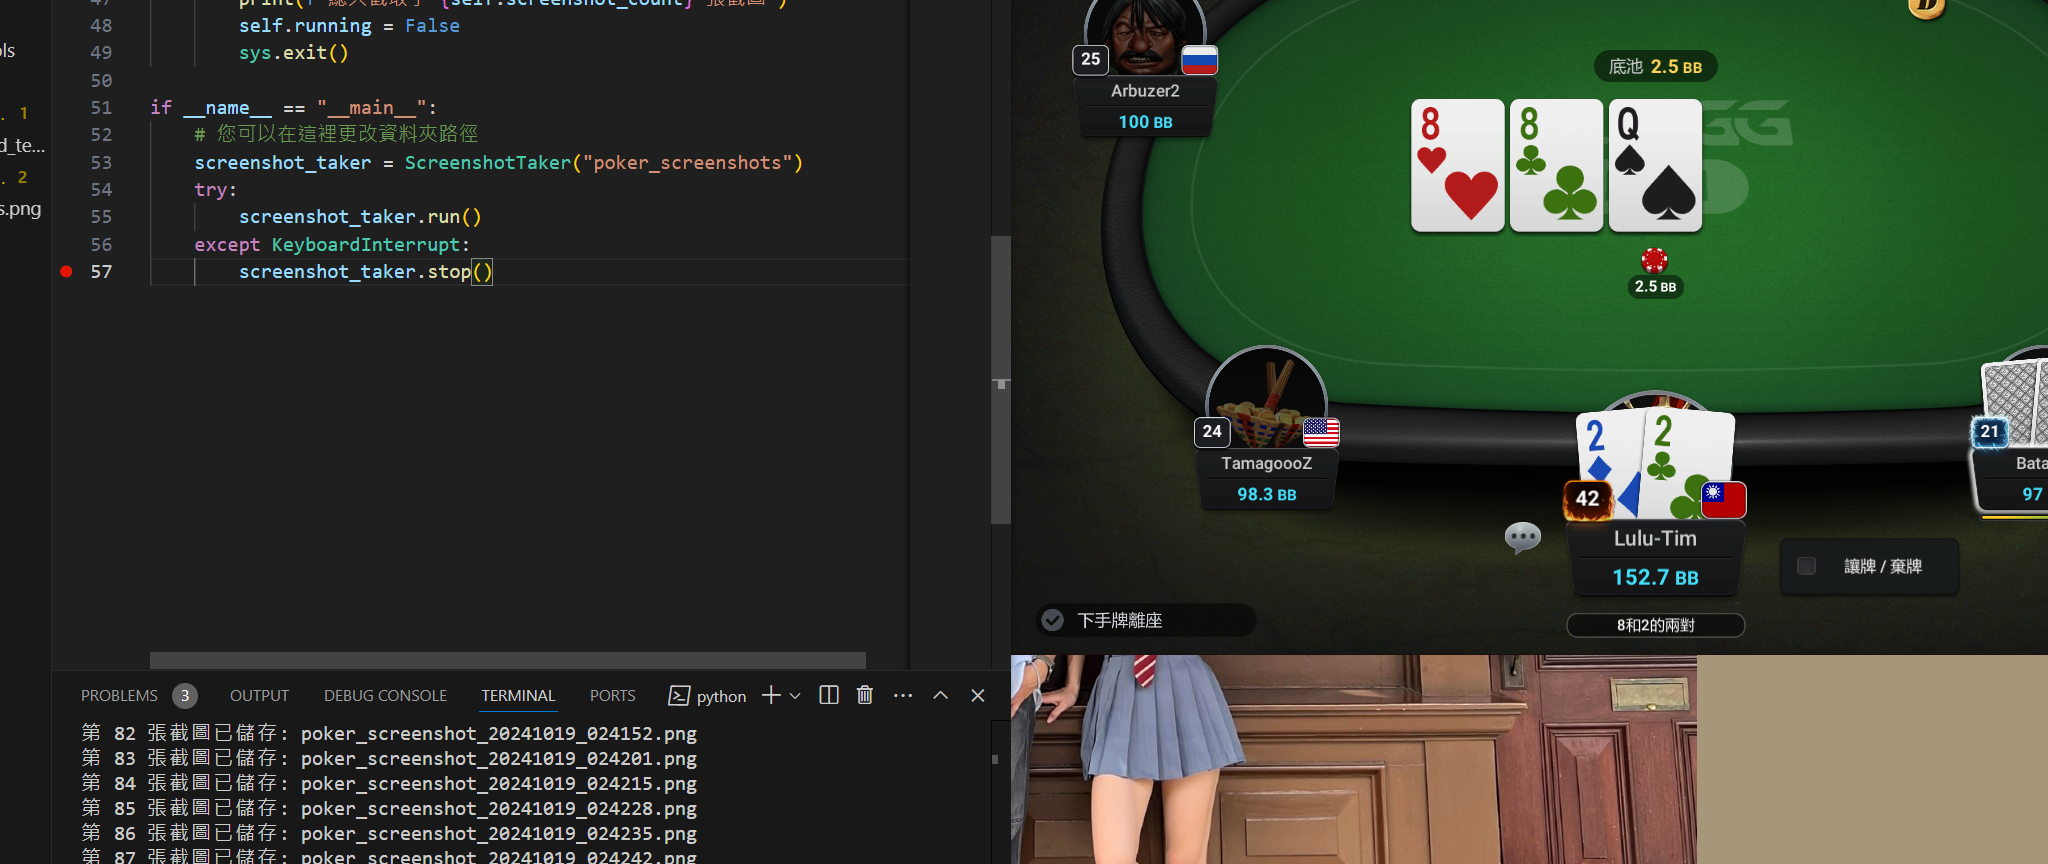 ols
1
d_te...
2
s.png
47 print(f"總共截取了 {self.screenshot_count} 張截圖")
48 self.running = False
49 sys.exit()
50
51 if __name__ == "__main__":
52 # 您可以在這裡更改資料夾路徑
53 screenshot_taker = ScreenshotTaker("poker_screenshots")
54 try:
55 screenshot_taker.run()
56 except KeyboardInterrupt:
57 screenshot_taker.stop()
PROBLEMS 3 OUTPUT DEBUG CONSOLE TERMINAL PORTS python
第 82 張截圖已儲存: poker_screenshot_20241019_024152.png
第 83 張截圖已儲存: poker_screenshot_20241019_024201.png
第 84 張截圖已儲存: poker_screenshot_20241019_024215.png
第 85 張截圖已儲存: poker_screenshot_20241019_024228.png
第 86 張截圖已儲存: poker_screenshot_20241019_024235.png
第 87 張截圖已儲存: poker_screenshot_20241019_024242.png
D
25
Arbuzer2
100 BB
底池 2.5 BB
8 8 Q
GG
2.5 BB
24
TamagoooZ
98.3 BB
2 2
42
Lulu-Tim
152.7 BB
8和2的兩對
21
Bata
97
讓牌 / 棄牌
下手牌離座